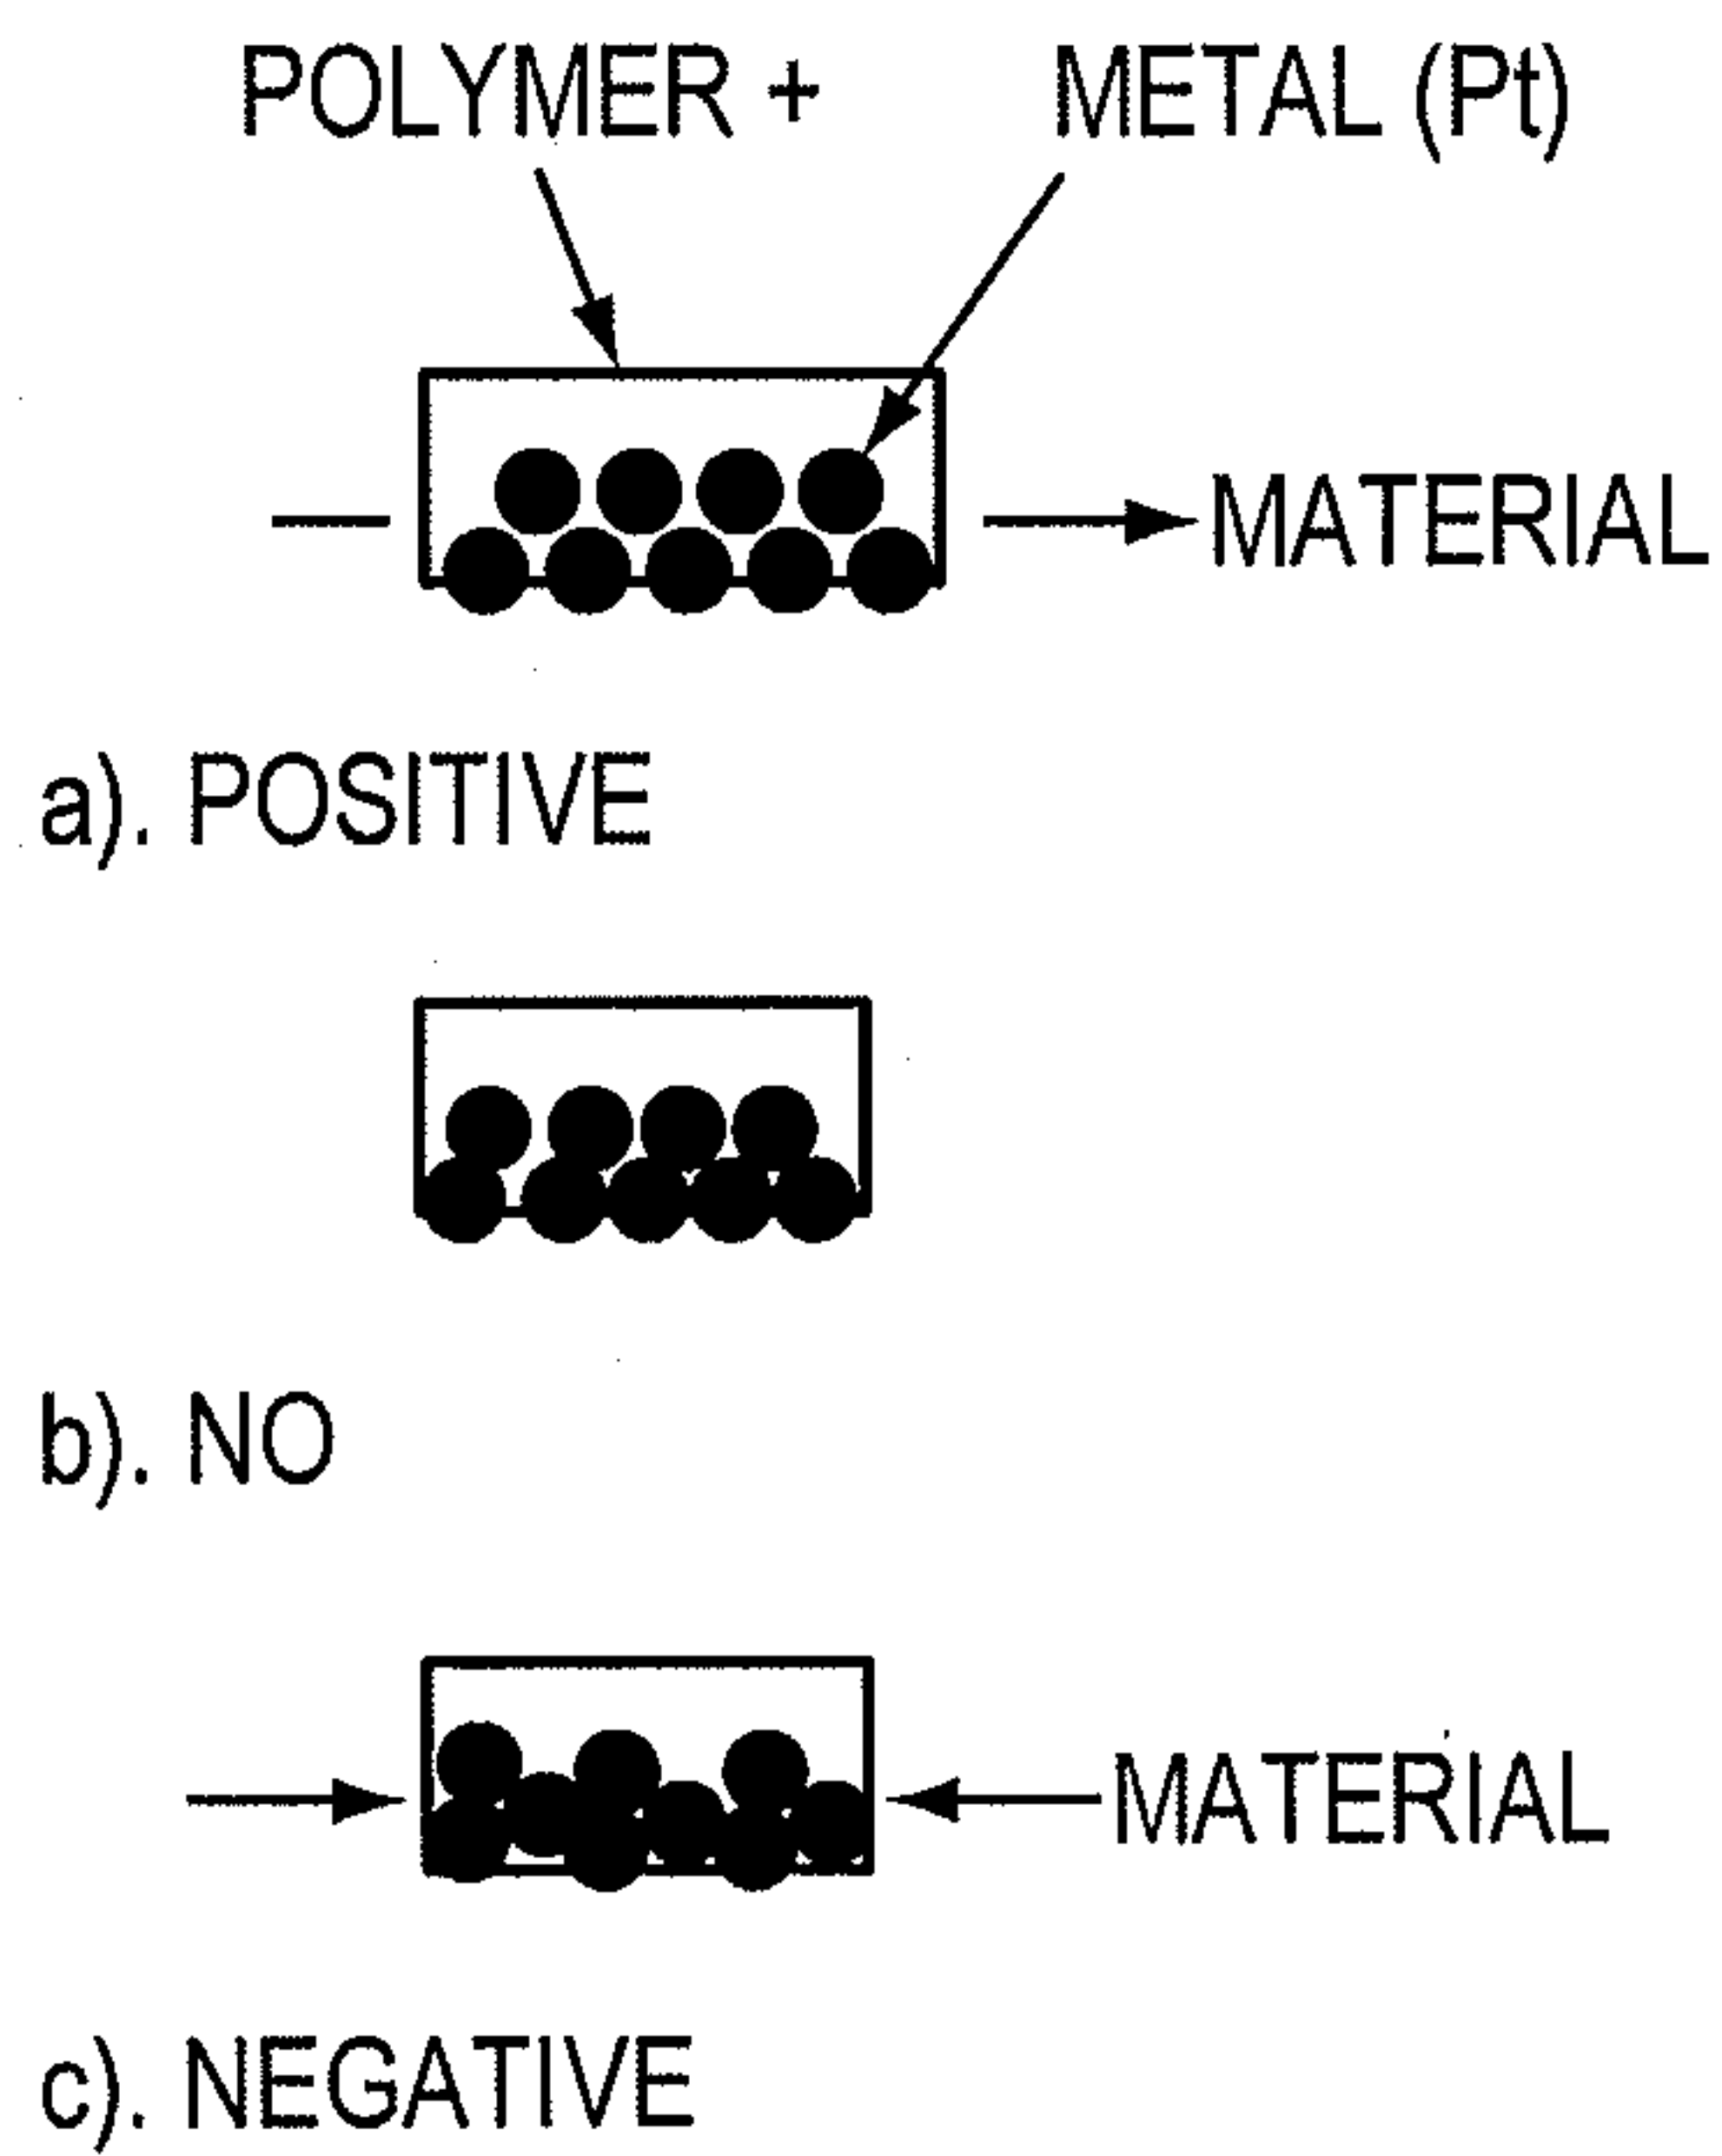 POLYMER + METAL (Pt)
MATERIAL
a). POSITIVE
b). NO
MATERIAL
c). NEGATIVE